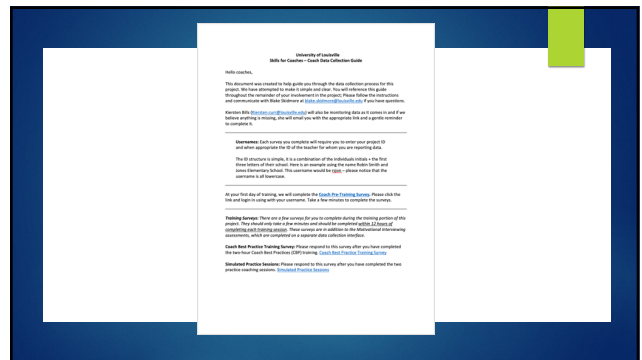 University of Louisville
Skills for Coaches – Coach Data Collection Guide
Hello coaches,
This document was created to help guide you through the data collection process for this
project. We have attempted to make it simple and clear. You will reference this guide
throughout the remainder of your involvement in the project. Please follow the instructions
and communicate with Blake Skidmore at blake.skidmore@louisville.edu if you have questions.
Kiersten Bills (kiersten.curr@louisville.edu) will also be monitoring data as it comes in and if we
believe anything is missing, she will email you with the appropriate link and a gentle reminder
to complete it.
Usernames: Each survey you complete will require you to enter your project ID
and when appropriate the ID of the teacher for whom you are reporting data.
The ID structure is simple, it is a combination of the individuals initials + the first
three letters of their school. Here is an example using the name Robin Smith and
Jones Elementary School. This username would be rsjon – please notice that the
username is all lowercase.
At your first day of training, we will complete the Coach Pre-Training Survey. Please click the
link and login in using with your username. Take a few minutes to complete the surveys.
Training Surveys: There are a few surveys for you to complete during the training portion of this
project. They should only take a few minutes and should be completed within 12 hours of
completing each training session. These surveys are in addition to the Motivational Interviewing
assessments, which are completed on a separate data collection interface.
Coach Best Practice Training Survey: Please respond to this survey after you have completed
the two-hour Coach Best Practices (CBP) training. Coach Best Practice Training Survey
Simulated Practice Sessions: Please respond to this survey after you have completed the two
practice coaching sessions. Simulated Practice Sessions